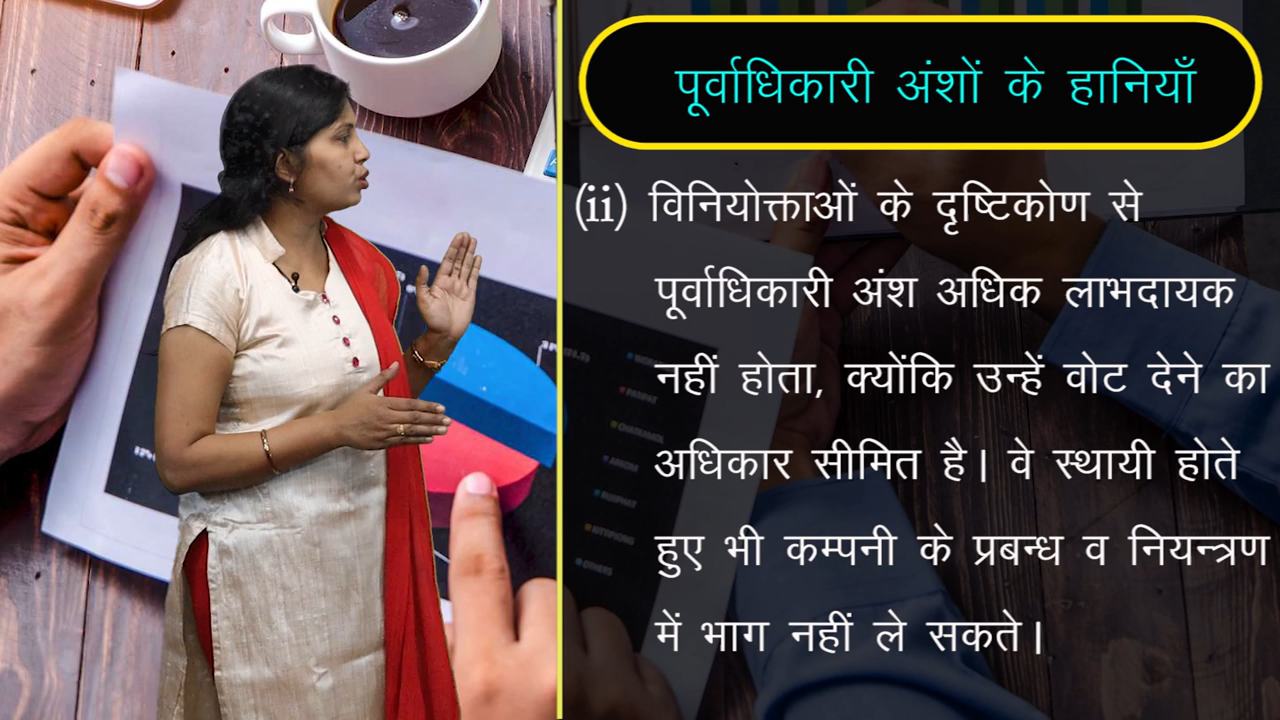 पूर्वाधिकारी अंशों के हानियाँ
(ii) विनियोक्ताओं के दृष्टिकोण से
पूर्वाधिकारी अंश अधिक लाभदायक
नहीं होता, क्योंकि उन्हें वोट देने का
अधिकार सीमित है। वे स्थायी होते
हुए भी कम्पनी के प्रबन्ध व नियन्त्रण
में भाग नहीं ले सकते।